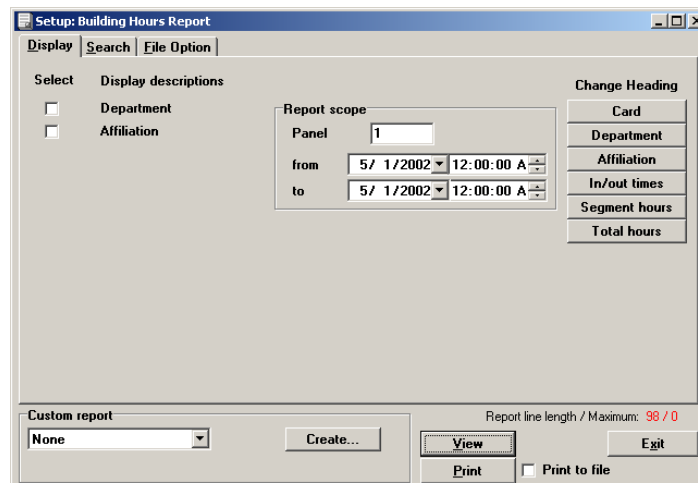 Setup: Building Hours Report
Display Search File Option
Select Display descriptions Change Heading
Department
Affiliation
Report scope
Panel 1
from 5/ 1/2002 12:00:00 A
to 5/ 1/2002 12:00:00 A
Card
Department
Affiliation
In/out times
Segment hours
Total hours
Custom report
None Create...
Report line length / Maximum: 98 / 0
View Exit
Print Print to file